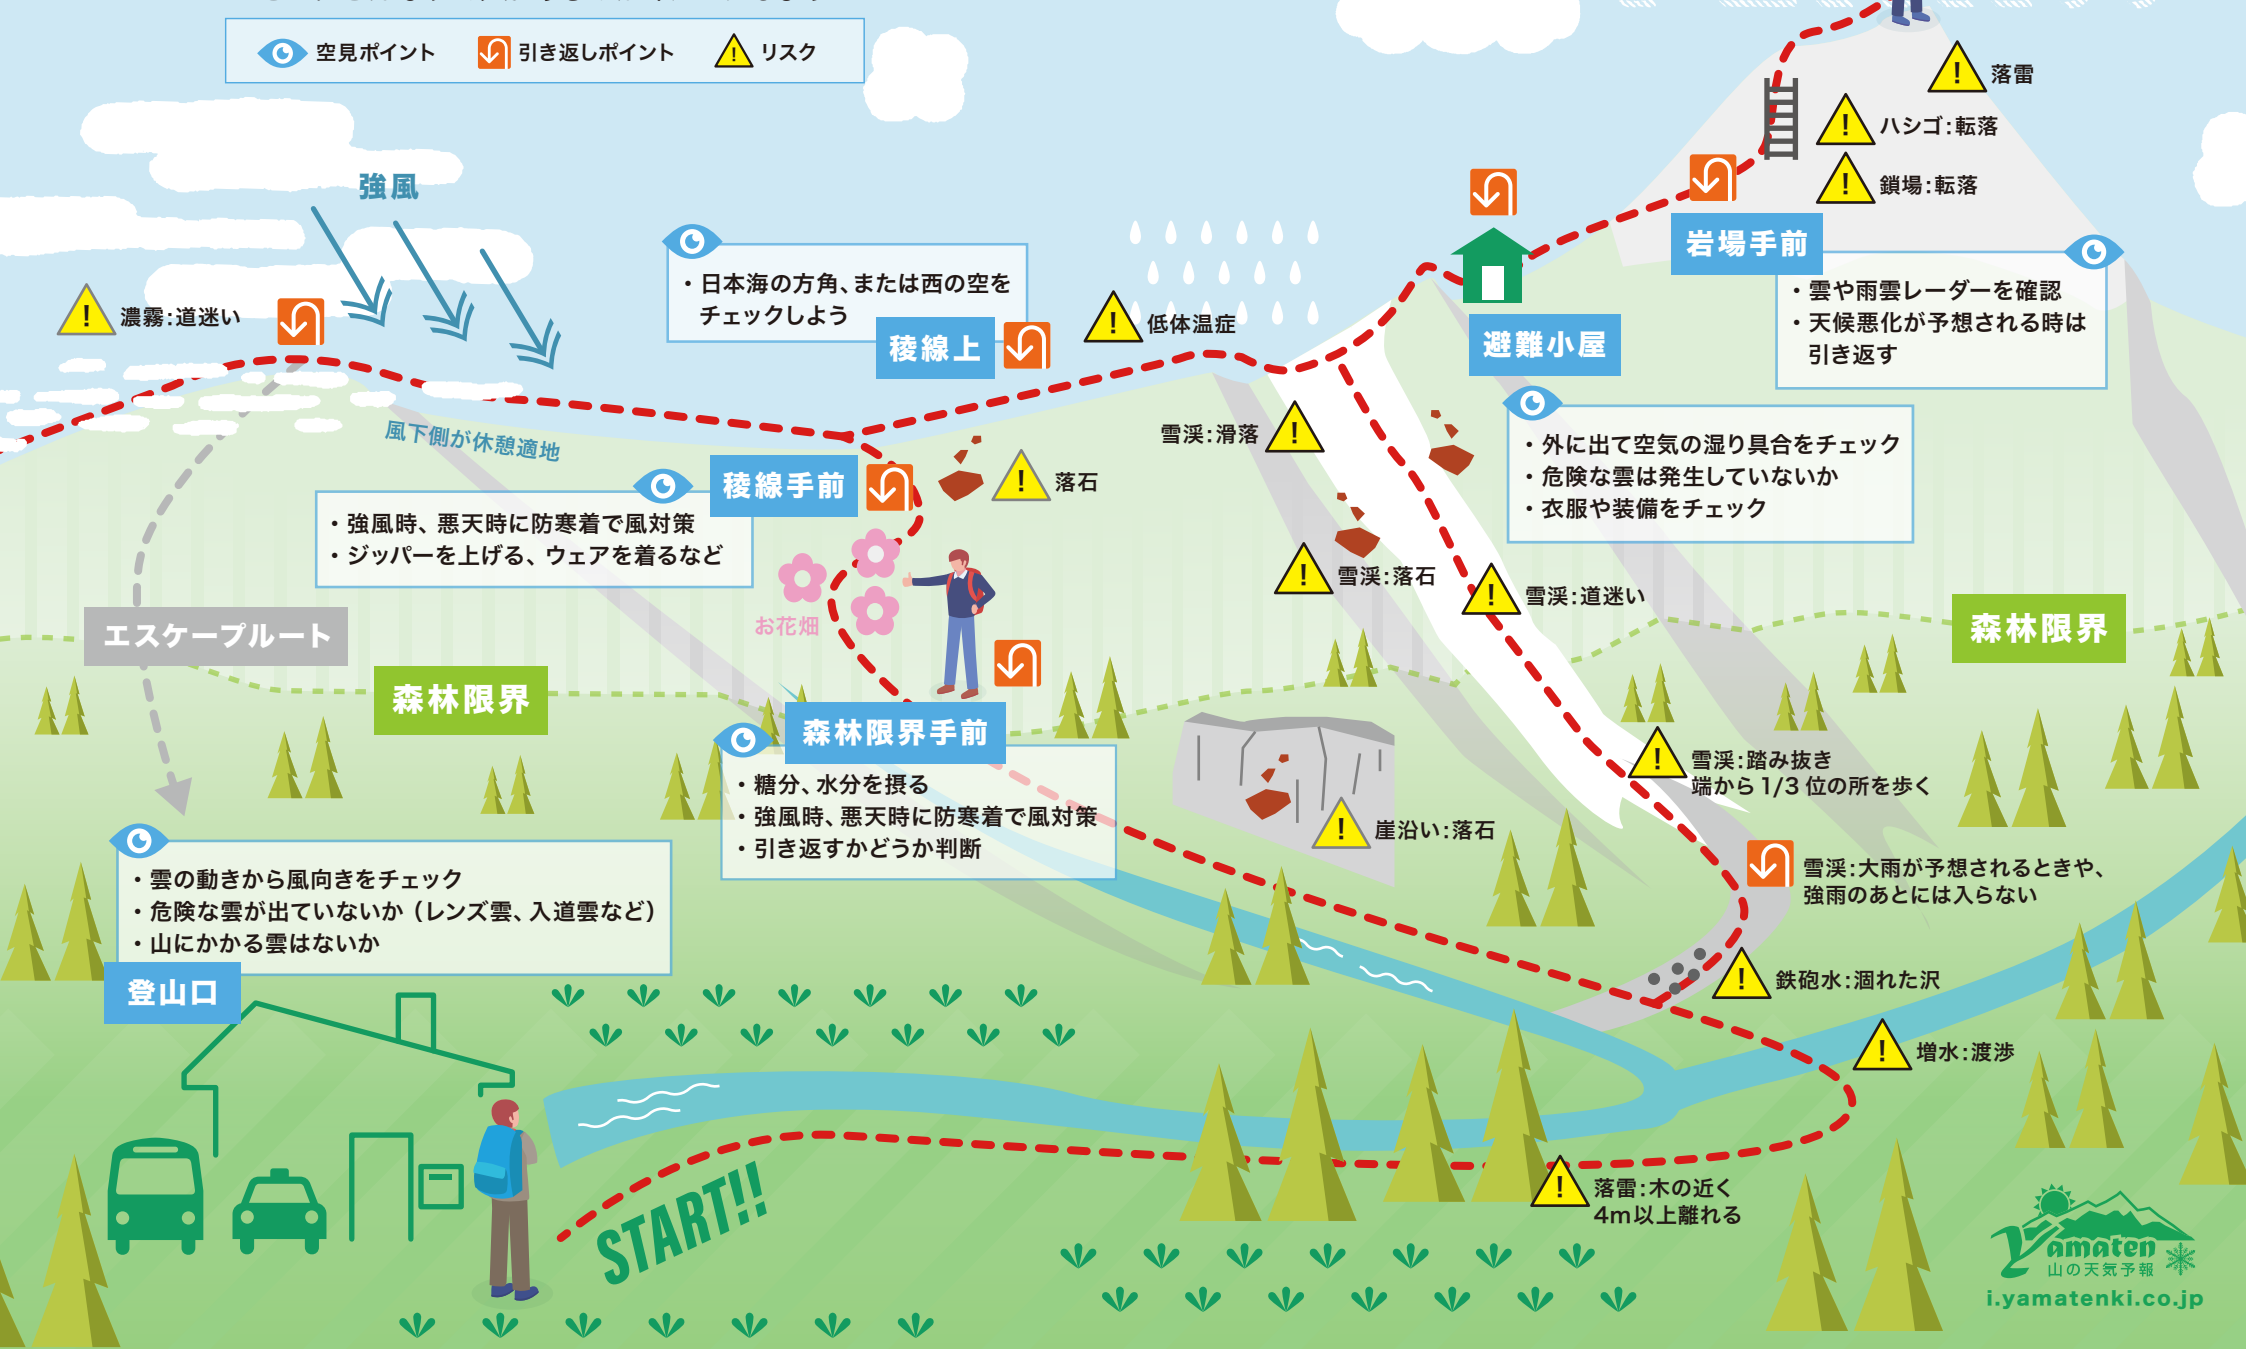 空見ポイント
引き返しポイント
リスク
落雷
ハシゴ:転落
鎖場:転落
強風
岩場手前
・雲や雨雲レーダーを確認
・天候悪化が予想される時は
引き返す
・日本海の方角、または西の空を
チェックしよう
稜線上
低体温症
濃霧:道迷い
避難小屋
・外に出て空気の湿り具合をチェック
・危険な雲は発生していないか
・衣服や装備をチェック
風下側が休憩適地
雪渓:滑落
稜線手前
・強風時、悪天時に防寒着で風対策
・ジッパーを上げる、ウェアを着るなど
落石
雪渓:落石
雪渓:道迷い
お花畑
エスケープルート
森林限界
森林限界
森林限界手前
・糖分、水分を摂る
・強風時、悪天時に防寒着で風対策
・引き返すかどうか判断
雪渓:踏み抜き
端から1/3位の所を歩く
崖沿い:落石
雪渓:大雨が予想されるときや、
強雨のあとには入らない
・雲の動きから風向きをチェック
・危険な雲が出ていないか（レンズ雲、入道雲など）
・山にかかる雲はないか
登山口
鉄砲水:涸れた沢
増水:渡渉
START!!
落雷:木の近く
4m以上離れる
Yamaten
山の天気予報
i.yamatenki.co.jp